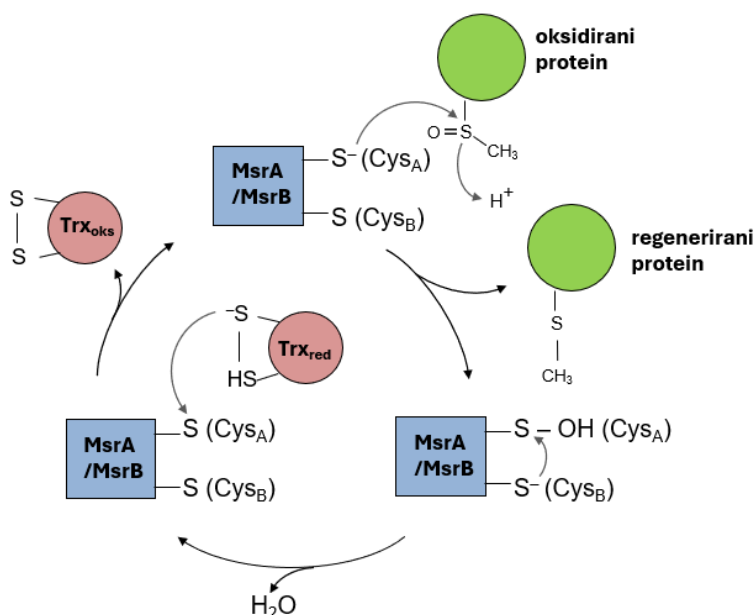 oksidirani
protein
O=S
CH₃
MsrA
/MsrB
S⁻ (Cys_A)
S (Cys_B)
H⁺
S
S
Trx_oks
regenerirani
protein
S
CH₃
⁻S
HS
Trx_red
MsrA
/MsrB
S (Cys_A)
S (Cys_B)
MsrA
/MsrB
S – OH (Cys_A)
S⁻ (Cys_B)
H₂O